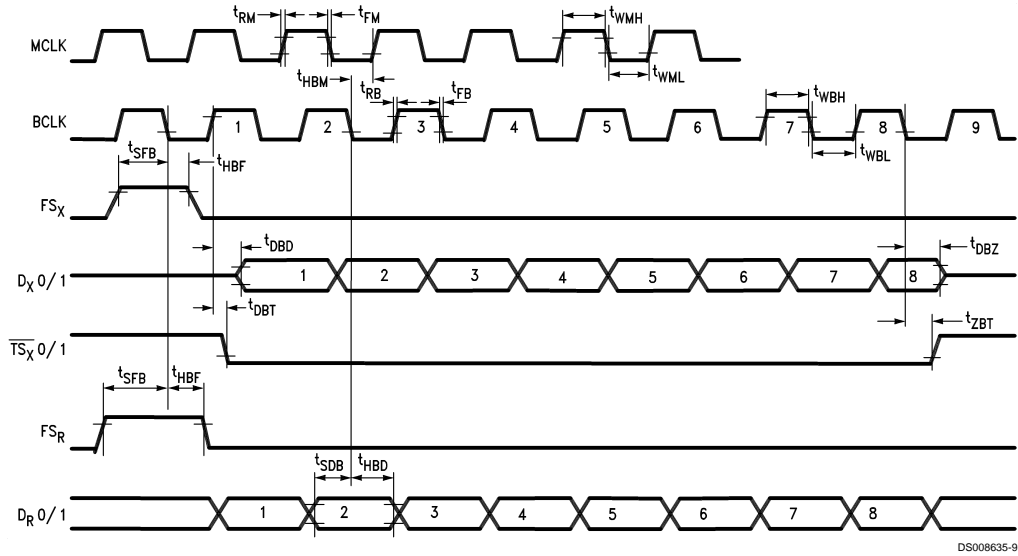 tRM tFM tWMH
MCLK
tHBM tWML
tRB tFB tWBH
BCLK 1 2 3 4 5 6 7 8 9
tSFB tHBF tWBL
FSX
tDBD tDBZ
DX 0/1 1 2 3 4 5 6 7 8
tDBT tZBT
TSX 0/1
tSFB tHBF
FSR
tSDB tHBD
DR 0/1 1 2 3 4 5 6 7 8
DS008635-9